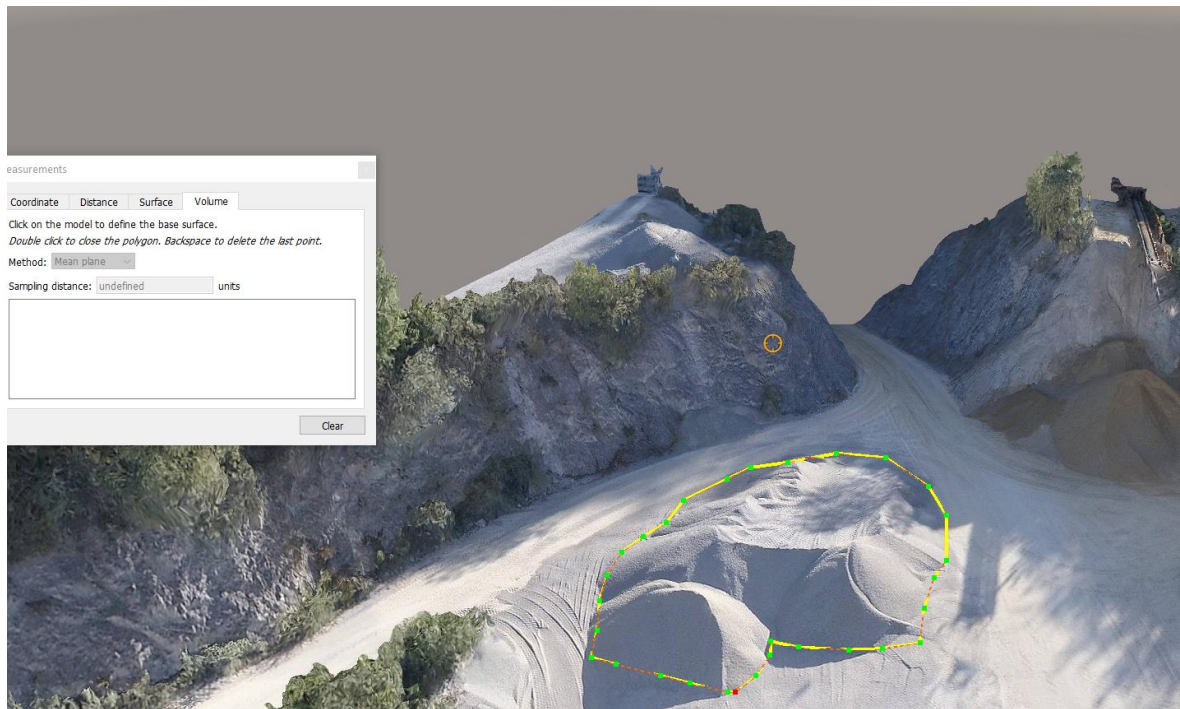 easurements
Coordinate Distance Surface Volume
Click on the model to define the base surface.
Double click to close the polygon. Backspace to delete the last point.
Method: Mean plane
Sampling distance: undefined units
Clear